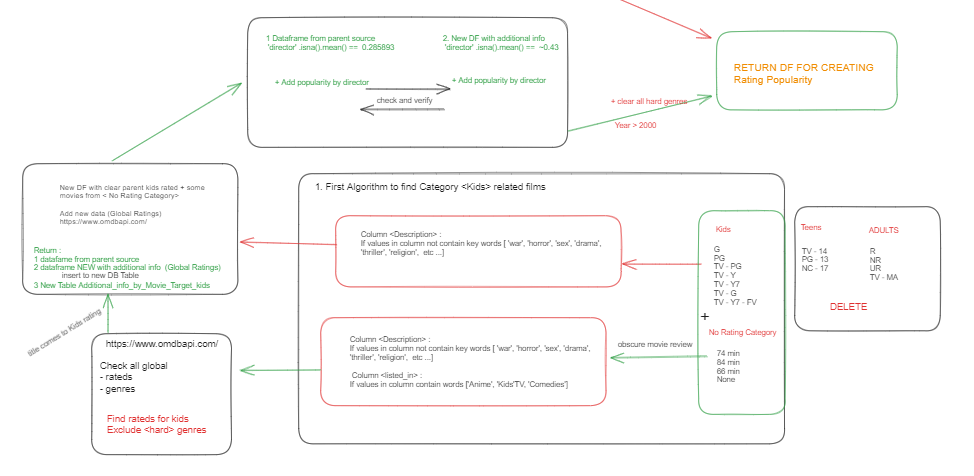 1 Dataframe from parent source
'director' .isna().mean() == 0.285893
2. New DF with additional info
'director' .isna().mean() == ~0.43
+ Add popularity by director
+ Add popularity by director
check and verify
RETURN DF FOR CREATING
Rating Popularity
+ clear all hard genres
Year > 2000
New DF with clear parent kids rated + some
movies from < No Rating Category>
Add new data (Global Ratings)
https://www.omdbapi.com/
Return :
1 dataframe from parent source
2 dataframe NEW with additional info (Global Ratings)
insert to new DB Table
3 New Table Additional_info_by_Movie_Target_kids
title comes to Kids rating
https://www.omdbapi.com/
Check all global
- rateds
- genres
Find rateds for kids
Exclude <hard> genres
1. First Algorithm to find Category <Kids> related films
Column <Description> :
If values in column not contain key words [ 'war', 'horror', 'sex', 'drama',
'thriller', 'religion', etc ...]
Column <Description> :
If values in column not contain key words [ 'war', 'horror', 'sex', 'drama',
'thriller', 'religion', etc ...]
Column <listed_in> :
If values in column contain words ['Anime', 'Kids'TV, 'Comedies']
obscure movie review
Kids
G
PG
TV - PG
TV - Y
TV - Y7
TV - G
TV - Y7 - FV
+
No Rating Category
74 min
84 min
66 min
None
Teens
TV - 14
PG - 13
NC - 17
ADULTS
R
NR
UR
TV - MA
DELETE